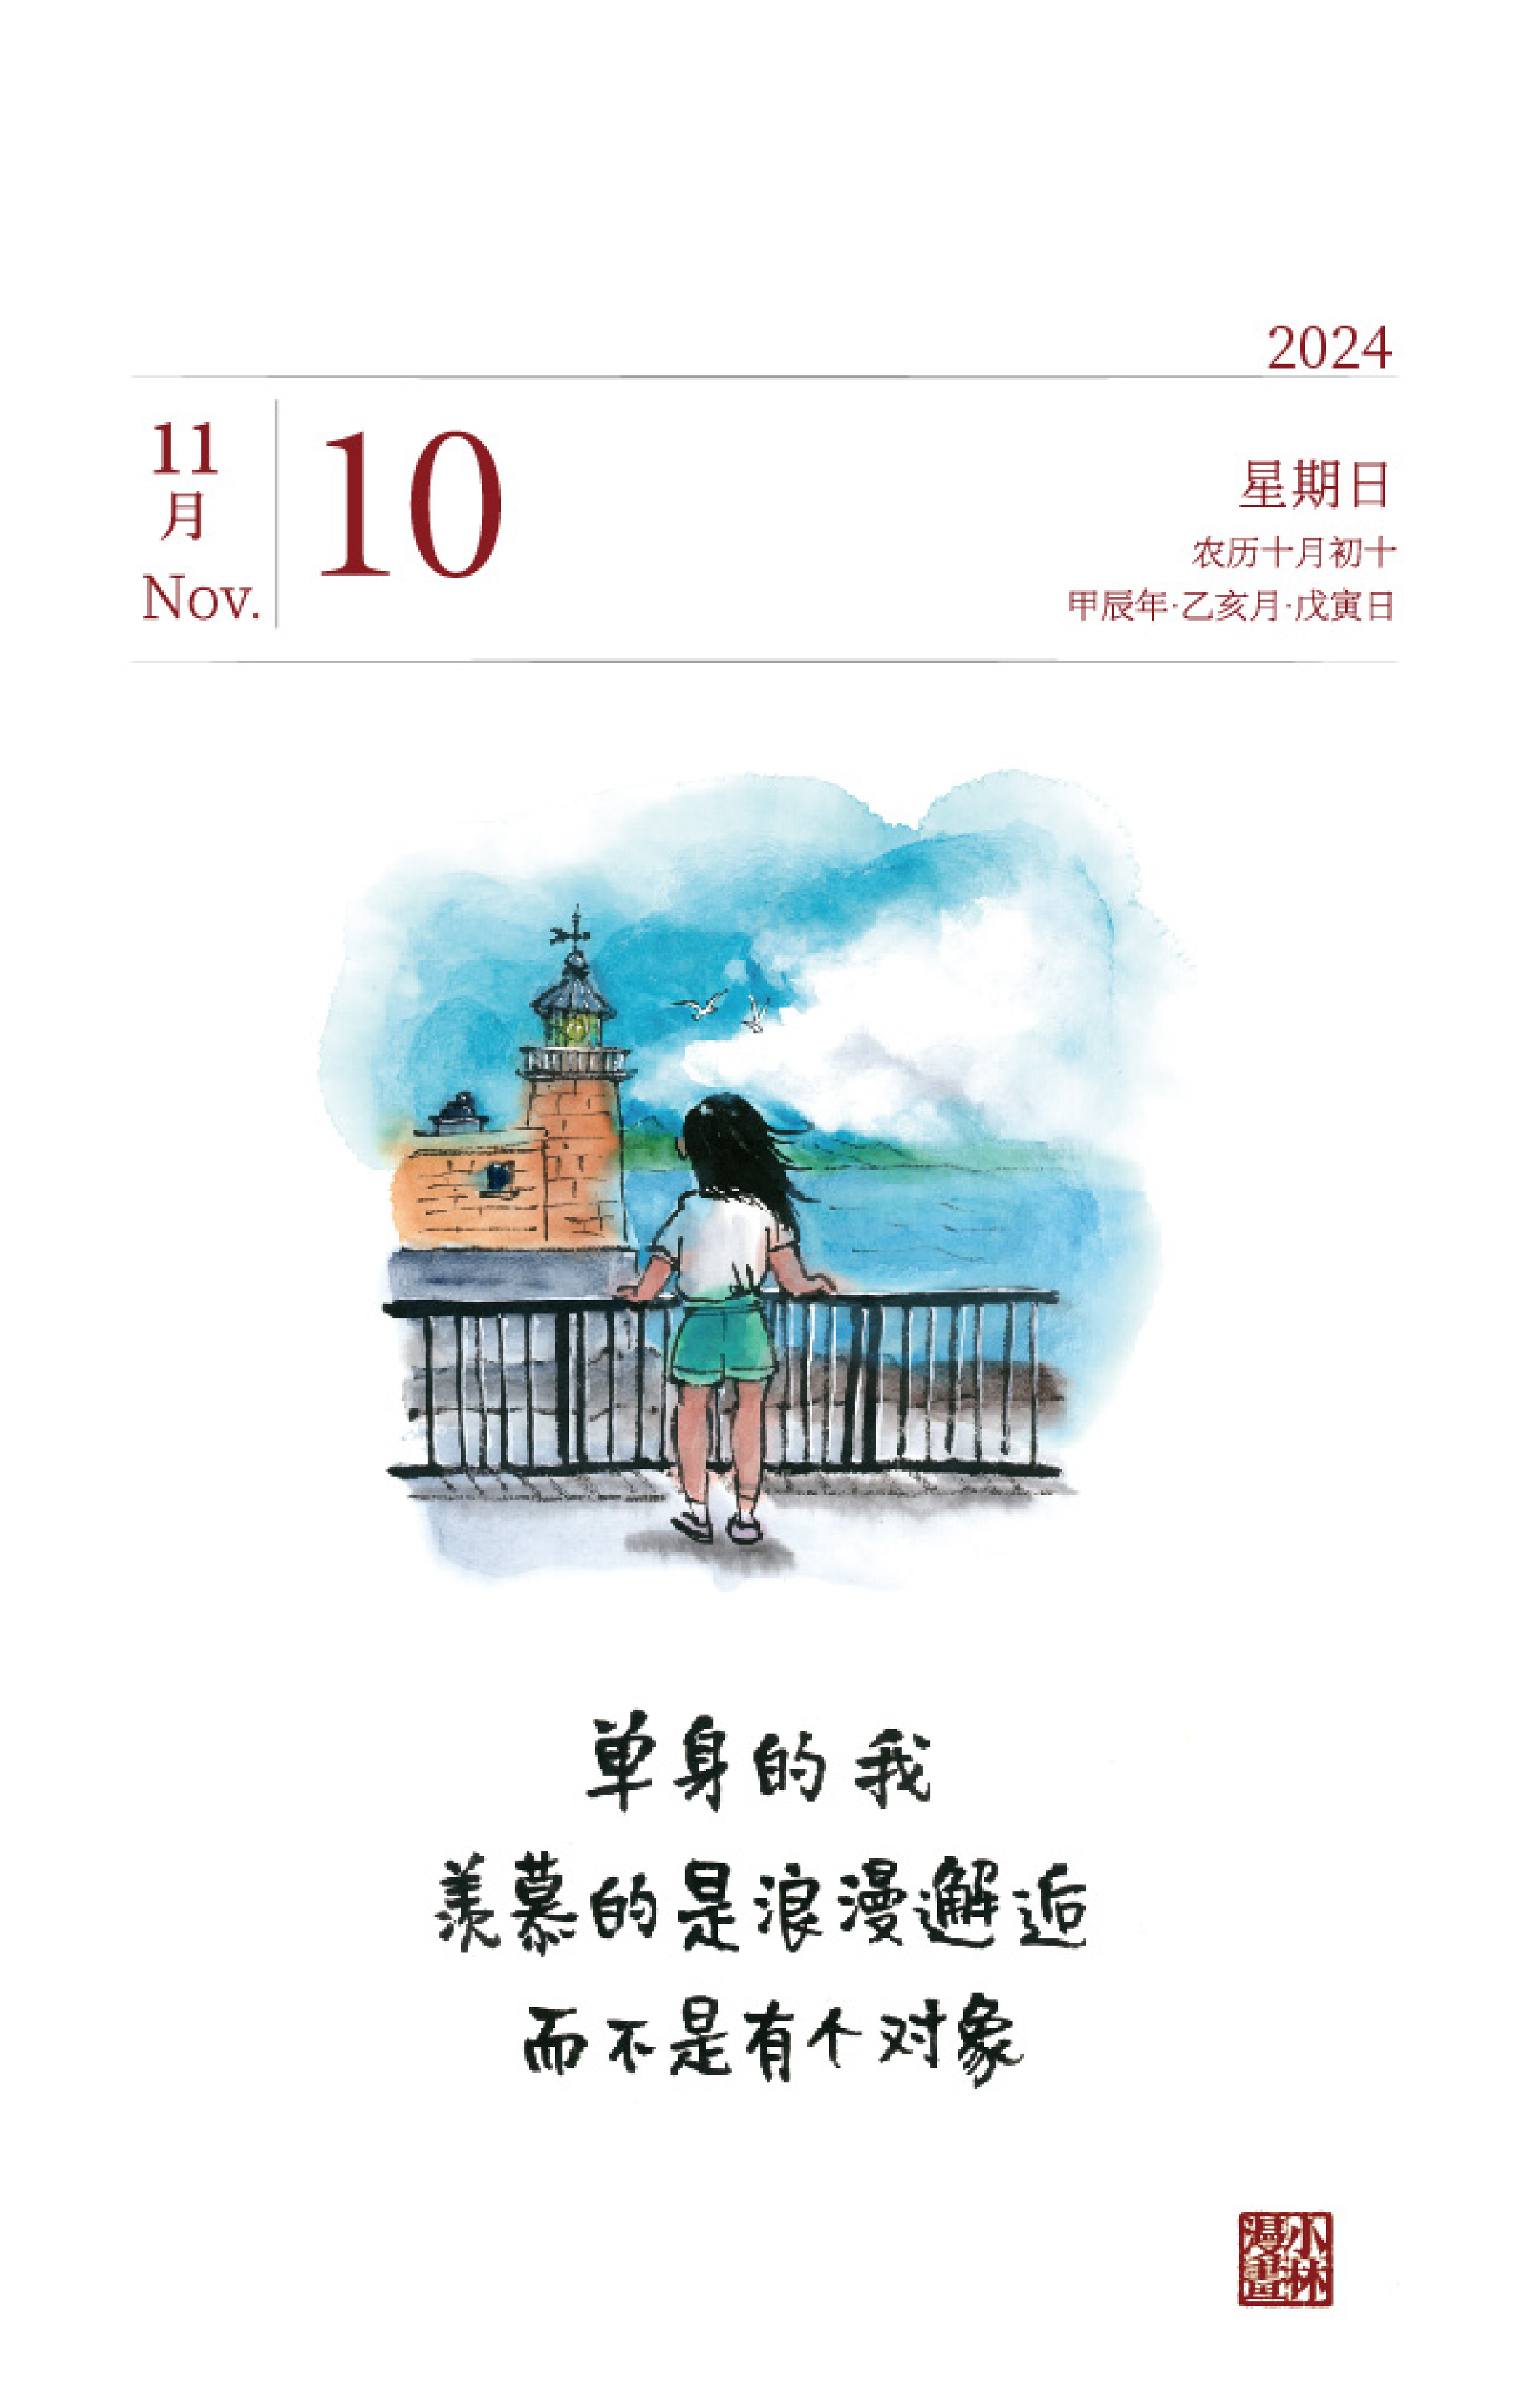 2024
11
月
Nov.
10
星期日
农历十月初十
甲辰年·乙亥月·戊寅日
单身的我
羡慕的是浪漫邂逅
而不是有个对象
小林
漫畫